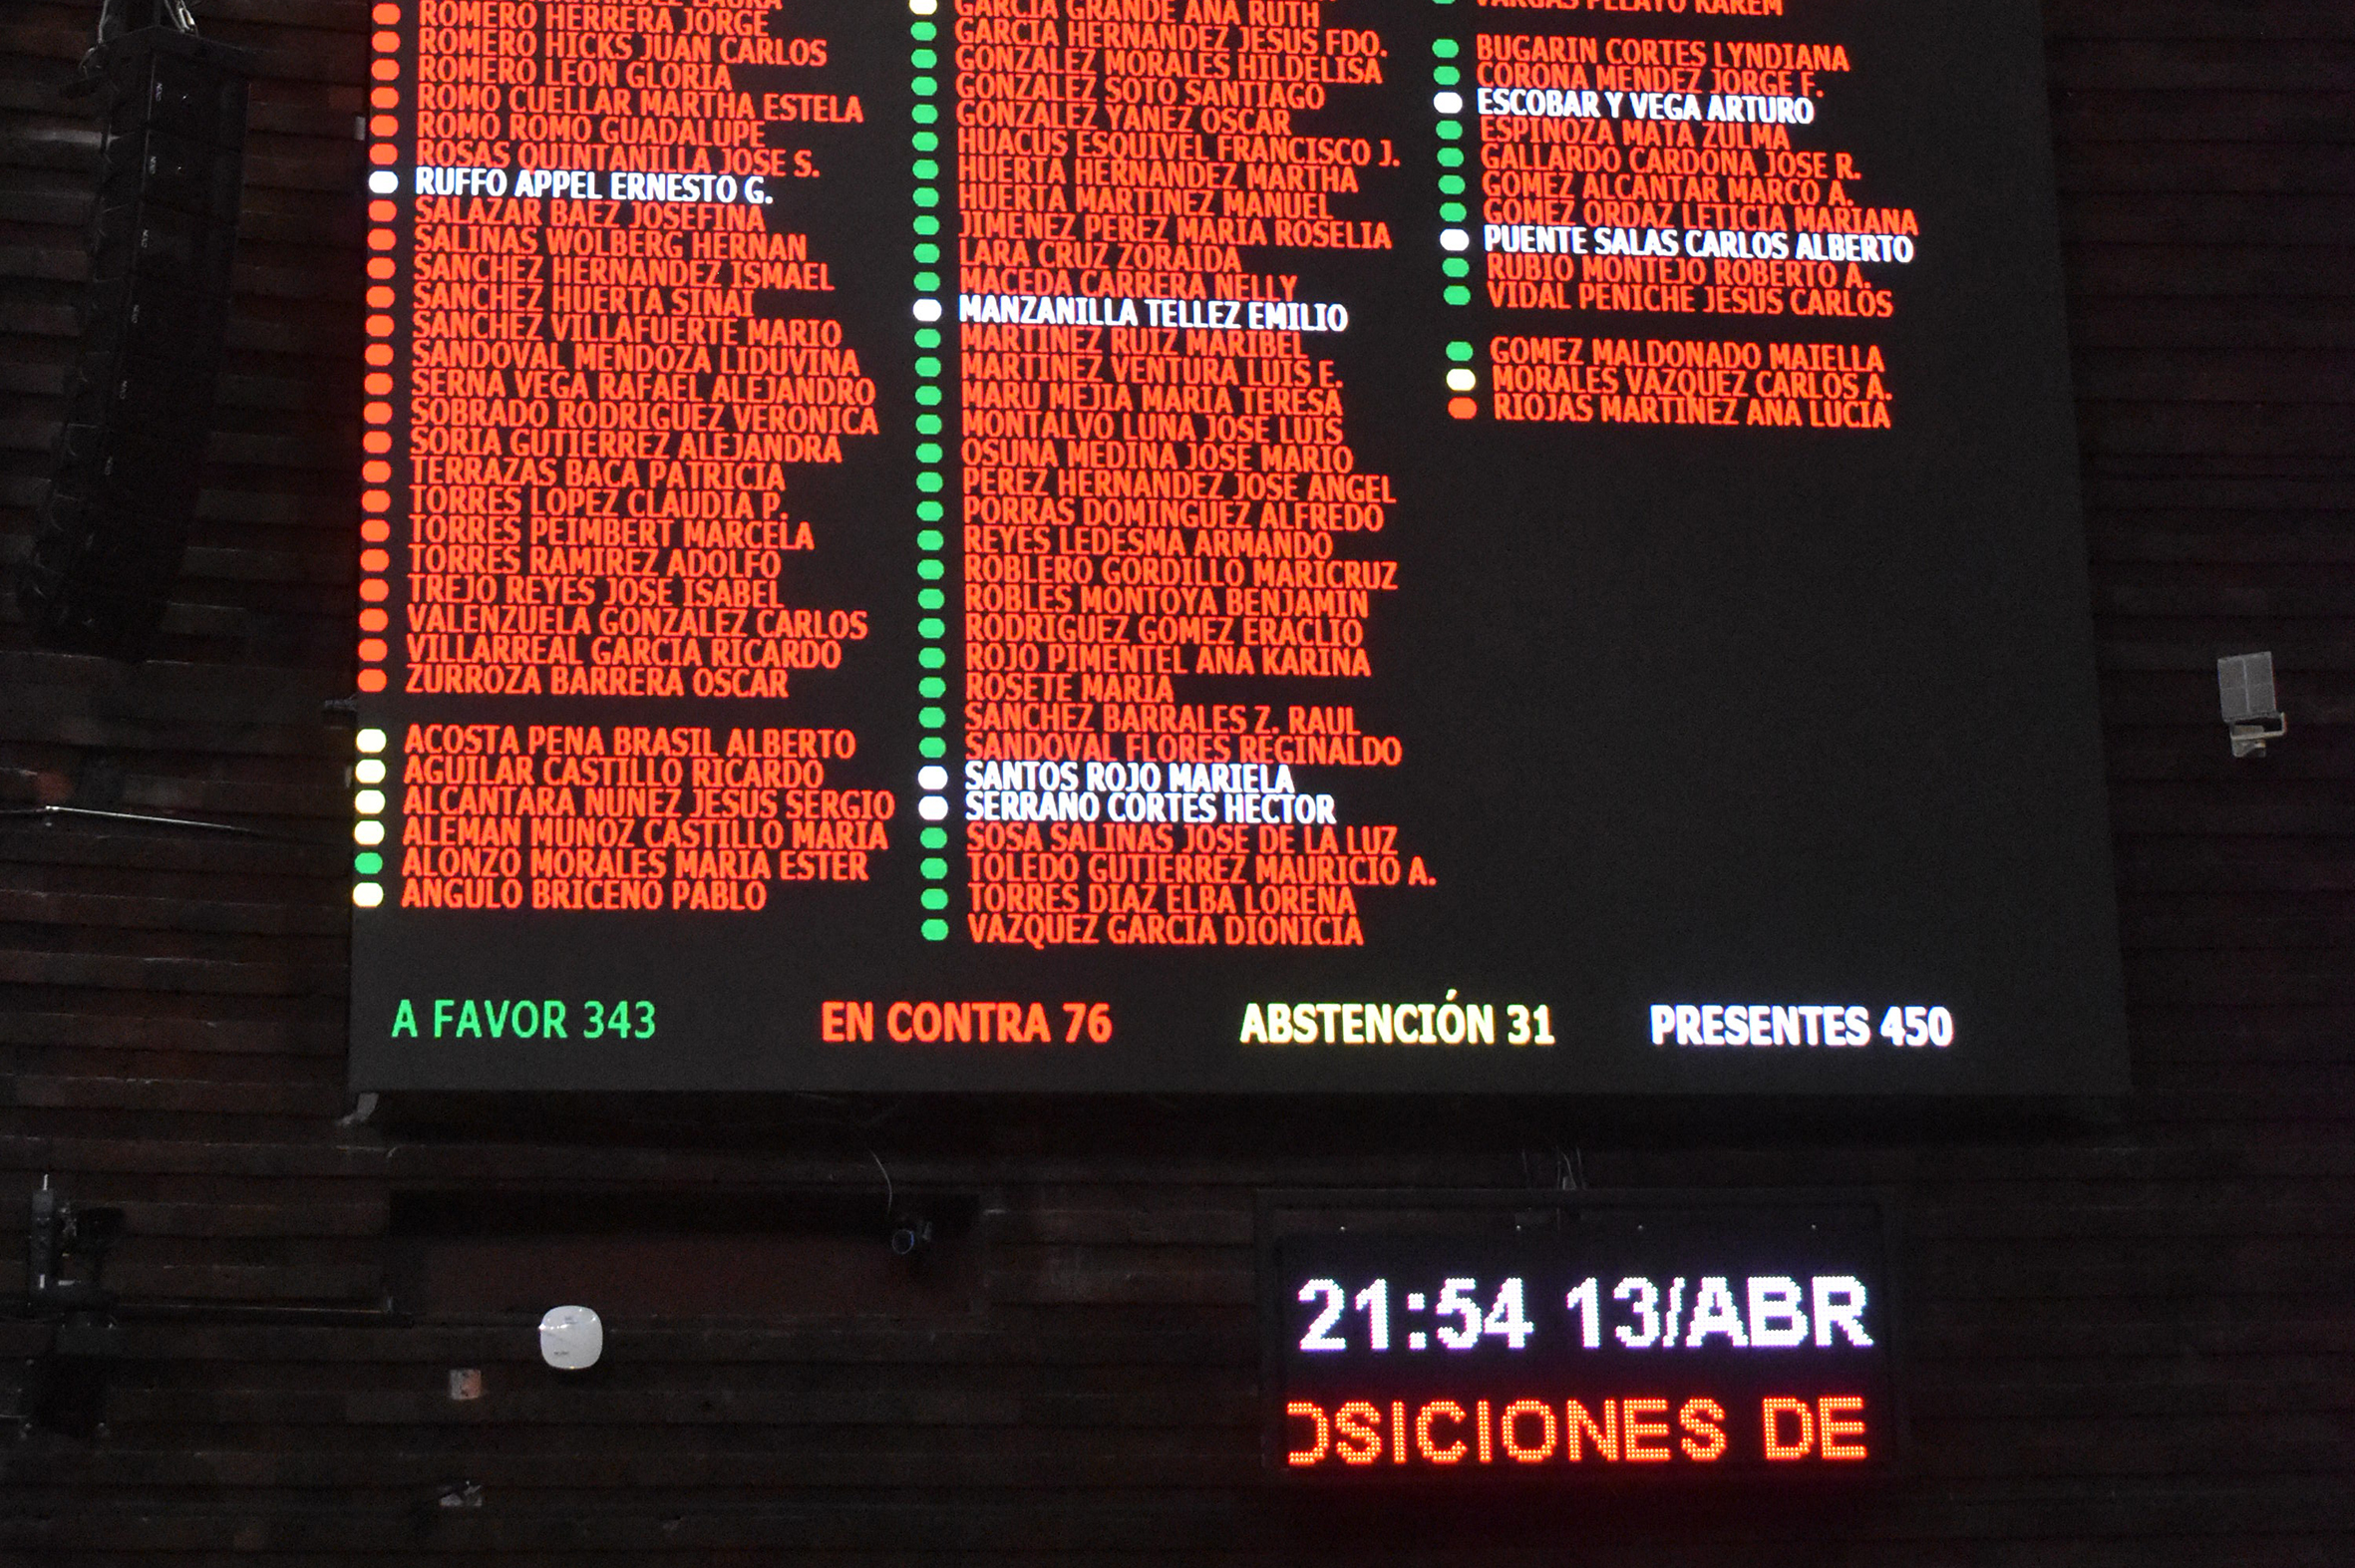 ROMERO HERRERA JORGE
ROMERO HICKS JUAN CARLOS
ROMERO LEON GLORIA
ROMO CUELLAR MARTHA ESTELA
ROMO ROMO GUADALUPE
ROSAS QUINTANILLA JOSE S.
RUFFO APPEL ERNESTO G.
SALAZAR BAEZ JOSEFINA
SALINAS WOLBERG HERNAN
SANCHEZ HERNANDEZ ISMAEL
SANCHEZ HUERTA SINAI
SANCHEZ VILLAFUERTE MARIO
SANDOVAL MENDOZA LIDUVINA
SERNA VEGA RAFAEL ALEJANDRO
SOBRADO RODRIGUEZ VERONICA
SORIA GUTIERREZ ALEJANDRA
TERRAZAS BACA PATRICIA
TORRES LOPEZ CLAUDIA P.
TORRES PEIMBERT MARCELA
TORRES RAMIREZ ADOLFO
TREJO REYES JOSE ISABEL
VALENZUELA GONZALEZ CARLOS
VILLARREAL GARCIA RICARDO
ZURROZA BARRERA OSCAR
ACOSTA PENA BRASIL ALBERTO
AGUILAR CASTILLO RICARDO
ALCANTARA NUNEZ JESUS SERGIO
ALEMAN MUNOZ CASTILLO MARIA
ALONZO MORALES MARIA ESTER
ANGULO BRICENO PABLO
GARCIA GRANDE ANA RUTH
GARCIA HERNANDEZ JESUS FDO.
GONZALEZ MORALES HILDELISA
GONZALEZ SOTO SANTIAGO
GONZALEZ YANEZ OSCAR
HUACUS ESQUIVEL FRANCISCO J.
HUERTA HERNANDEZ MARTHA
HUERTA MARTINEZ MANUEL
JIMENEZ PEREZ MARIA ROSELIA
LARA CRUZ ZORAIDA
MACEDA CARRERA NELLY
MANZANILLA TELLEZ EMILIO
MARTINEZ RUIZ MARIBEL
MARTINEZ VENTURA LUIS E.
MARU MEJIA MARIA TERESA
MONTALVO LUNA JOSE LUIS
OSUNA MEDINA JOSE MARIO
PEREZ HERNANDEZ JOSE ANGEL
PORRAS DOMINGUEZ ALFREDO
REYES LEDESMA ARMANDO
ROBLERO GORDILLO MARICRUZ
ROBLES MONTOYA BENJAMIN
RODRIGUEZ GOMEZ ERACLIO
ROJO PIMENTEL ANA KARINA
ROSETE MARIA
SANCHEZ BARRALES Z. RAUL
SANDOVAL FLORES REGINALDO
SANTOS ROJO MARIELA
SERRANO CORTES HECTOR
SOSA SALINAS JOSE DE LA LUZ
TOLEDO GUTIERREZ MAURICIO A.
TORRES DIAZ ELBA LORENA
VAZQUEZ GARCIA DIONICIA
VARGAS PELAYO KAREM
BUGARIN CORTES LYNDIANA
CORONA MENDEZ JORGE F.
ESCOBAR Y VEGA ARTURO
ESPINOZA MATA ZULMA
GALLARDO CARDONA JOSE R.
GOMEZ ALCANTAR MARCO A.
GOMEZ ORDAZ LETICIA MARIANA
PUENTE SALAS CARLOS ALBERTO
RUBIO MONTEJO ROBERTO A.
VIDAL PENICHE JESUS CARLOS
GOMEZ MALDONADO MAIELLA
MORALES VAZQUEZ CARLOS A.
RIOJAS MARTINEZ ANA LUCIA
A FAVOR 343 EN CONTRA 76 ABSTENCIÓN 31 PRESENTES 450
21:54 13/ABR
OSICIONES DE